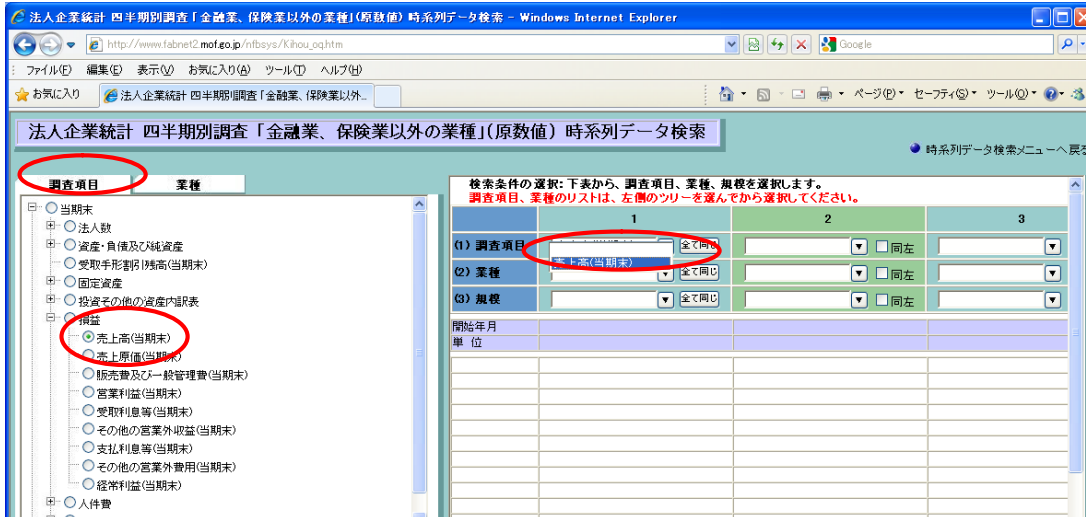 法人企業統計 四半期別調査「金融業、保険業以外の業種」(原数値) 時系列データ検索 - Windows Internet Explorer
http://www.fabnet2.mof.go.jp/nfbsys/Kihou_oq.htm
Google
ファイル(F) 編集(E) 表示(V) お気に入り(A) ツール(T) ヘルプ(H)
お気に入り
法人企業統計 四半期別調査「金融業、保険業以外...
ページ(P) セーフティ(S) ツール(O)
法人企業統計 四半期別調査「金融業、保険業以外の業種」(原数値) 時系列データ検索
時系列データ検索メニューへ戻る
調査項目 業種
当期末
法人数
資産・負債及び純資産
受取手形割引残高(当期末)
固定資産
投資その他の資産内訳表
損益
売上高(当期末)
売上原価(当期末)
販売費及び一般管理費(当期末)
営業利益(当期末)
受取利息等(当期末)
その他の営業外収益(当期末)
支払利息等(当期末)
その他の営業外費用(当期末)
経常利益(当期末)
人件費
検索条件の選択: 下表から、調査項目、業種、規模を選択します。
調査項目、業種のリストは、左側のツリーを選んでから選択してください。
1 2 3
(1) 調査項目 全て同じ 同左
売上高(当期末)
(2) 業種 全て同じ 同左
(3) 規模 全て同じ 同左
開始年月
単 位